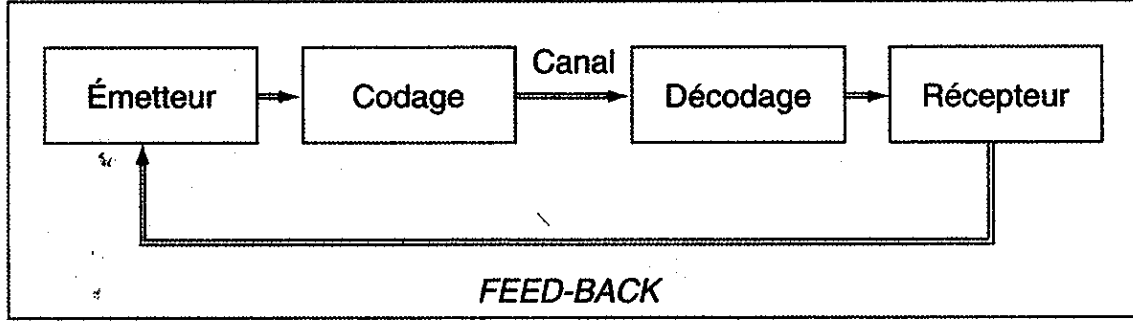 Canal
Émetteur
Codage
Décodage
Récepteur
FEED-BACK